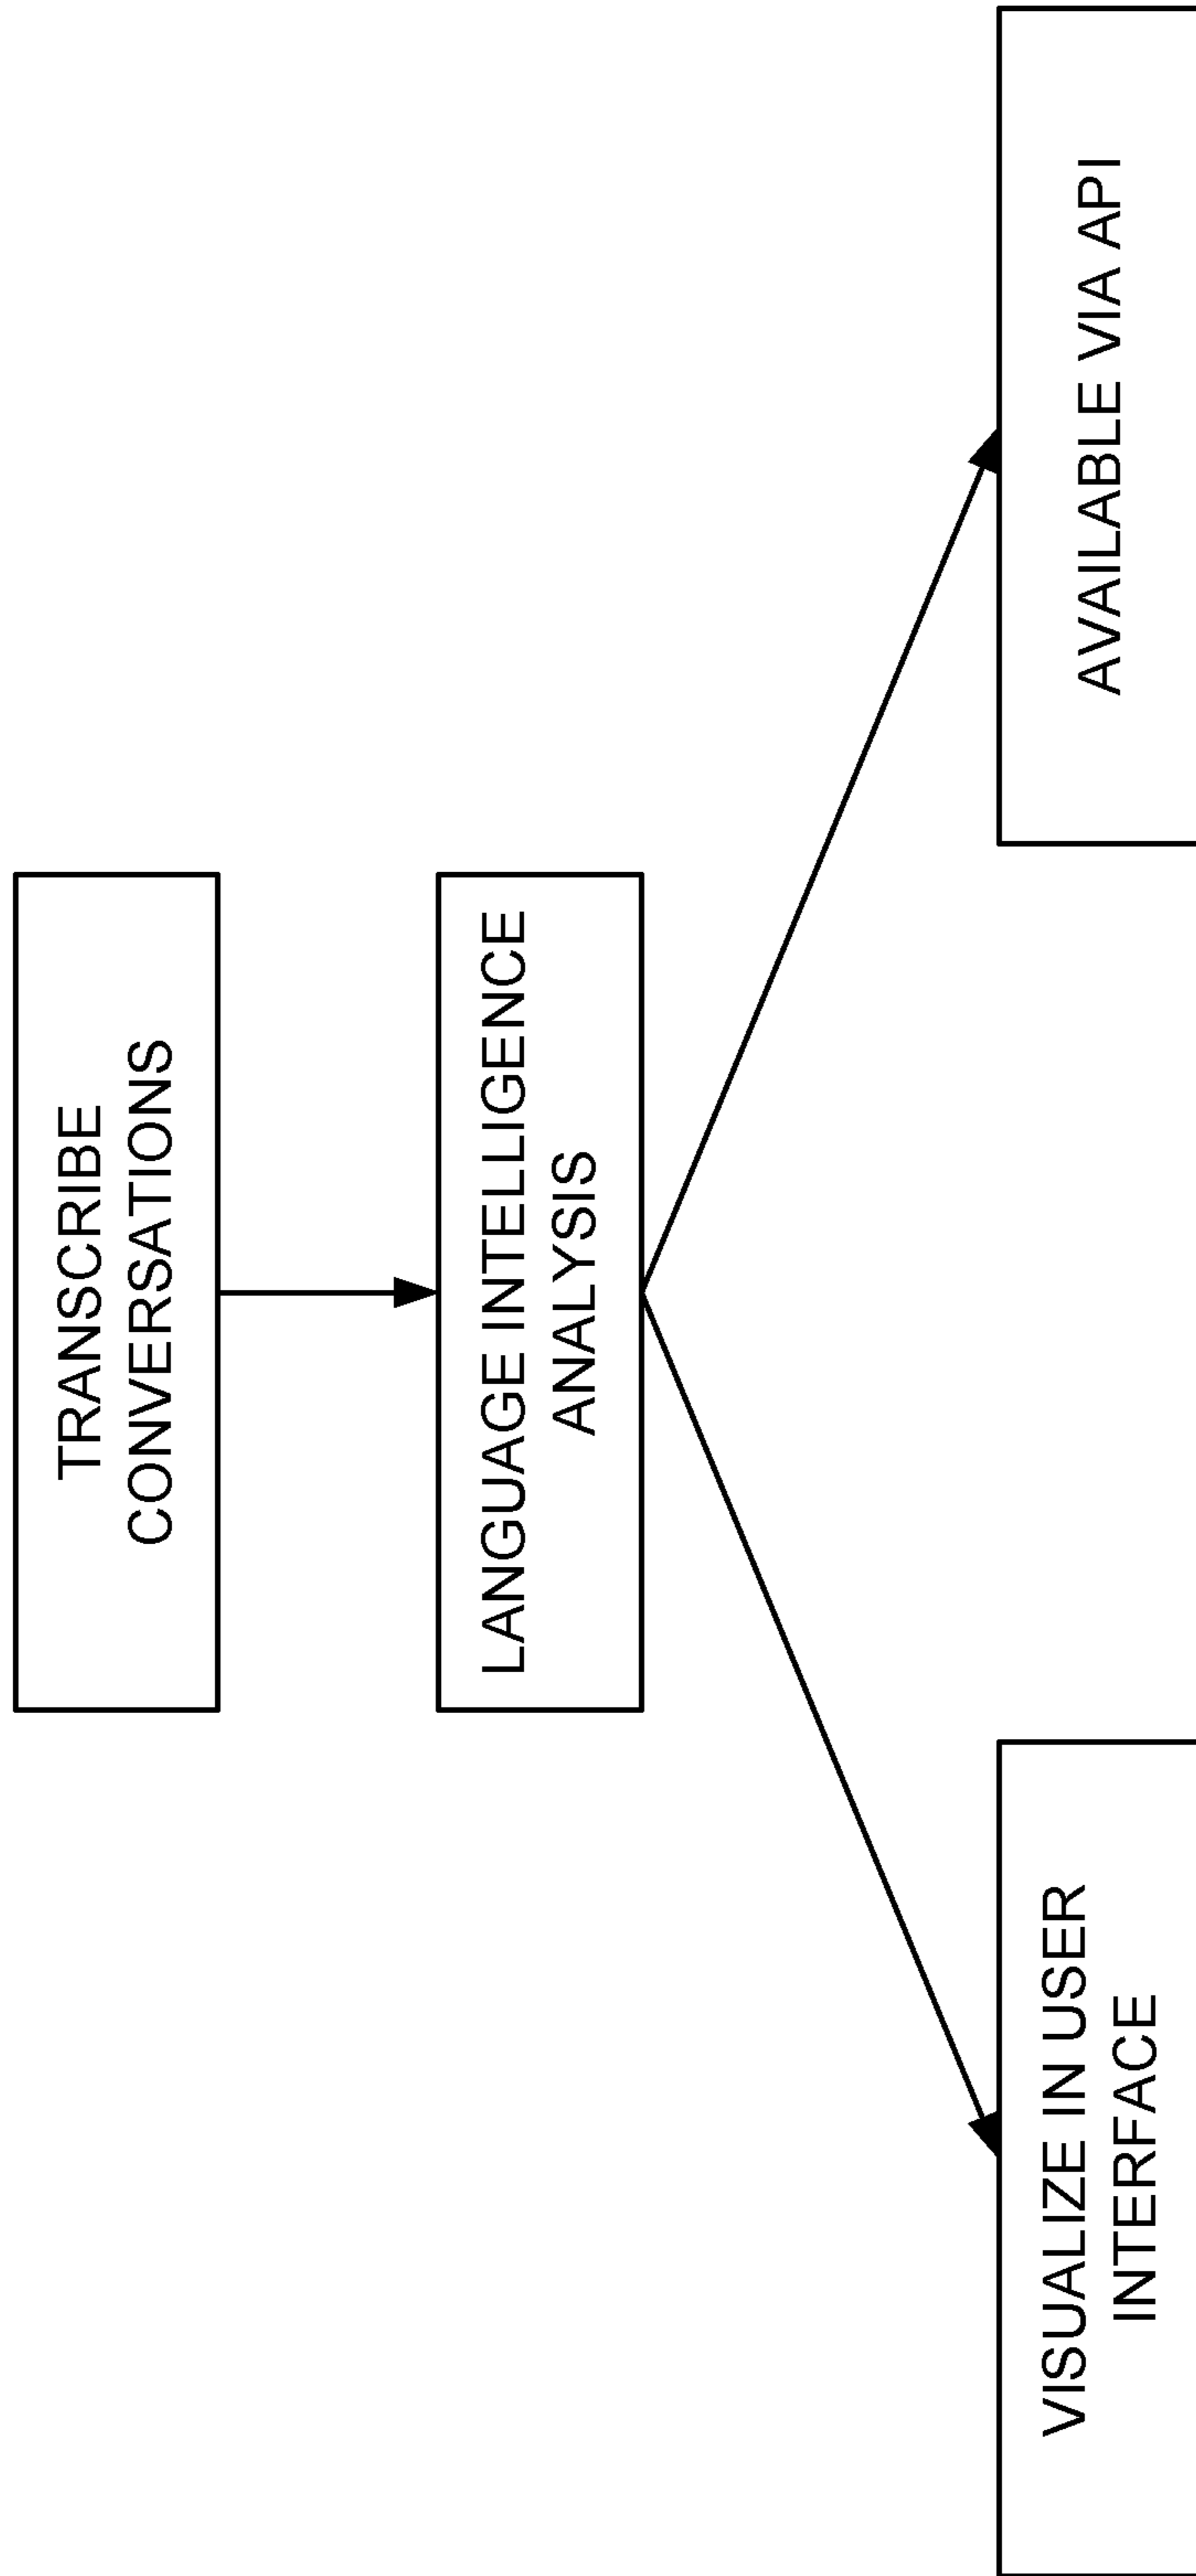 TRANSCRIBE
CONVERSATIONS
LANGUAGE INTELLIGENCE
ANALYSIS
VISUALIZE IN USER
INTERFACE
AVAILABLE VIA API